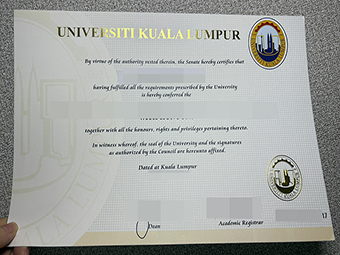 UNIVERSITI KUALA LUMPUR
By virtue of the authority vested therein, the Senate hereby certifies that
having fulfilled all the requirements prescribed by the University
is hereby conferred the
together with all the honours, rights and privileges pertaining thereto.
In witness whereof, the seal of the University and the signatures
as authorized by the Council are hereunto affixed.
Dated at Kuala Lumpur
Dean
Academic Registrar